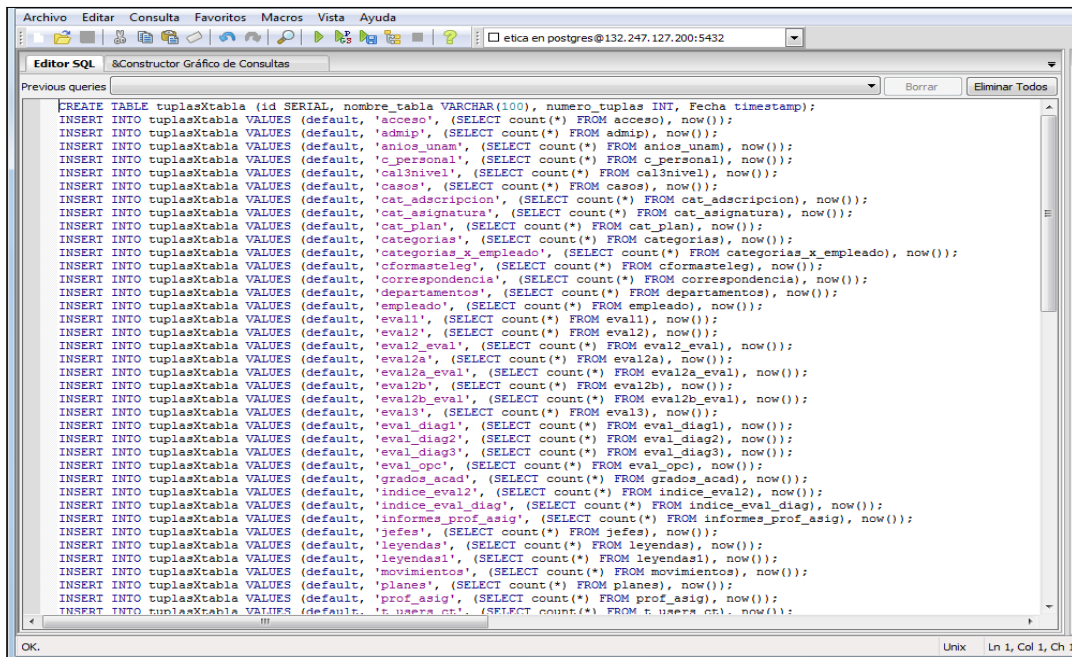 Archivo Editar Consulta Favoritos Macros Vista Ayuda
etica en postgres@132.247.127.200:5432
Editor SQL &Constructor Gráfico de Consultas
Previous queries Borrar Eliminar Todos
CREATE TABLE tuplasXtabla (id SERIAL, nombre_tabla VARCHAR(100), numero_tuplas INT, Fecha timestamp);
INSERT INTO tuplasXtabla VALUES (default, 'acceso', (SELECT count(*) FROM acceso), now());
INSERT INTO tuplasXtabla VALUES (default, 'admip', (SELECT count(*) FROM admip), now());
INSERT INTO tuplasXtabla VALUES (default, 'anios_unam', (SELECT count(*) FROM anios_unam), now());
INSERT INTO tuplasXtabla VALUES (default, 'c_personal', (SELECT count(*) FROM c_personal), now());
INSERT INTO tuplasXtabla VALUES (default, 'cal3nivel', (SELECT count(*) FROM cal3nivel), now());
INSERT INTO tuplasXtabla VALUES (default, 'casos', (SELECT count(*) FROM casos), now());
INSERT INTO tuplasXtabla VALUES (default, 'cat_adscripcion', (SELECT count(*) FROM cat_adscripcion), now());
INSERT INTO tuplasXtabla VALUES (default, 'cat_asignatura', (SELECT count(*) FROM cat_asignatura), now());
INSERT INTO tuplasXtabla VALUES (default, 'cat_plan', (SELECT count(*) FROM cat_plan), now());
INSERT INTO tuplasXtabla VALUES (default, 'categorias', (SELECT count(*) FROM categorias), now());
INSERT INTO tuplasXtabla VALUES (default, 'categorias_x_empleado', (SELECT count(*) FROM categorias_x_empleado), now());
INSERT INTO tuplasXtabla VALUES (default, 'cformasteleg', (SELECT count(*) FROM cformasteleg), now());
INSERT INTO tuplasXtabla VALUES (default, 'correspondencia', (SELECT count(*) FROM correspondencia), now());
INSERT INTO tuplasXtabla VALUES (default, 'departamentos', (SELECT count(*) FROM departamentos), now());
INSERT INTO tuplasXtabla VALUES (default, 'empleado', (SELECT count(*) FROM empleado), now());
INSERT INTO tuplasXtabla VALUES (default, 'eval1', (SELECT count(*) FROM eval1), now());
INSERT INTO tuplasXtabla VALUES (default, 'eval2', (SELECT count(*) FROM eval2), now());
INSERT INTO tuplasXtabla VALUES (default, 'eval2_eval', (SELECT count(*) FROM eval2_eval), now());
INSERT INTO tuplasXtabla VALUES (default, 'eval2a', (SELECT count(*) FROM eval2a), now());
INSERT INTO tuplasXtabla VALUES (default, 'eval2a_eval', (SELECT count(*) FROM eval2a_eval), now());
INSERT INTO tuplasXtabla VALUES (default, 'eval2b', (SELECT count(*) FROM eval2b), now());
INSERT INTO tuplasXtabla VALUES (default, 'eval2b_eval', (SELECT count(*) FROM eval2b_eval), now());
INSERT INTO tuplasXtabla VALUES (default, 'eval3', (SELECT count(*) FROM eval3), now());
INSERT INTO tuplasXtabla VALUES (default, 'eval_diag1', (SELECT count(*) FROM eval_diag1), now());
INSERT INTO tuplasXtabla VALUES (default, 'eval_diag2', (SELECT count(*) FROM eval_diag2), now());
INSERT INTO tuplasXtabla VALUES (default, 'eval_diag3', (SELECT count(*) FROM eval_diag3), now());
INSERT INTO tuplasXtabla VALUES (default, 'eval_opc', (SELECT count(*) FROM eval_opc), now());
INSERT INTO tuplasXtabla VALUES (default, 'grados_acad', (SELECT count(*) FROM grados_acad), now());
INSERT INTO tuplasXtabla VALUES (default, 'indice_eval2', (SELECT count(*) FROM indice_eval2), now());
INSERT INTO tuplasXtabla VALUES (default, 'indice_eval_diag', (SELECT count(*) FROM indice_eval_diag), now());
INSERT INTO tuplasXtabla VALUES (default, 'informes_prof_asig', (SELECT count(*) FROM informes_prof_asig), now());
INSERT INTO tuplasXtabla VALUES (default, 'jefes', (SELECT count(*) FROM jefes), now());
INSERT INTO tuplasXtabla VALUES (default, 'leyendas', (SELECT count(*) FROM leyendas), now());
INSERT INTO tuplasXtabla VALUES (default, 'leyendas1', (SELECT count(*) FROM leyendas1), now());
INSERT INTO tuplasXtabla VALUES (default, 'movimientos', (SELECT count(*) FROM movimientos), now());
INSERT INTO tuplasXtabla VALUES (default, 'planes', (SELECT count(*) FROM planes), now());
INSERT INTO tuplasXtabla VALUES (default, 'prof_asig', (SELECT count(*) FROM prof_asig), now());
INSERT INTO tuplasXtabla VALUES (default, 't_users_ct', (SELECT count(*) FROM t_users_ct), now());
OK. Unix Ln 1, Col 1, Ch 1